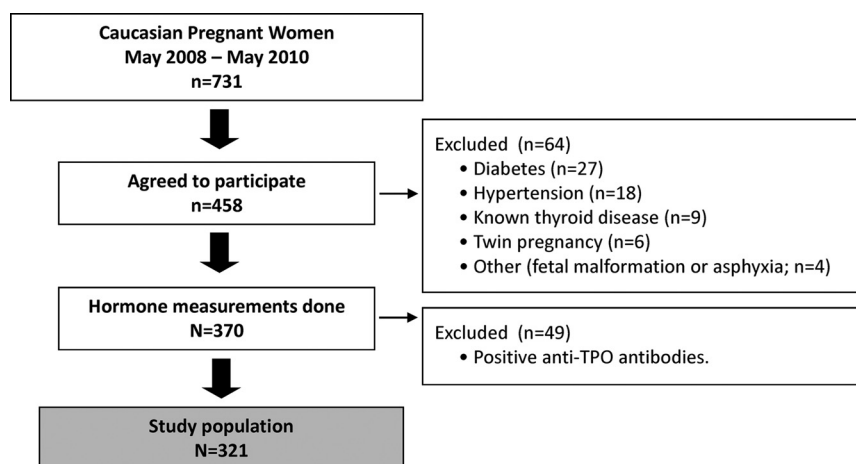 Caucasian Pregnant Women
May 2008 – May 2010
n=731
Agreed to participate
n=458
Excluded (n=64)
• Diabetes (n=27)
• Hypertension (n=18)
• Known thyroid disease (n=9)
• Twin pregnancy (n=6)
• Other (fetal malformation or asphyxia; n=4)
Hormone measurements done
N=370
Excluded (n=49)
• Positive anti-TPO antibodies.
Study population
N=321